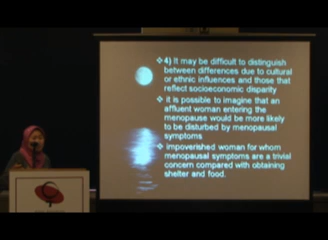 ❖4) It may be difficult to distinguish
between differences due to cultural
or ethnic influences and those that
reflect socioeconomic disparity
❖ it is possible to imagine that an
affluent woman entering the
menopause would be more likely
to be disturbed by menopausal
symptoms
❖ impoverished woman for whom
menopausal symptoms are a trivial
concern compared with obtaining
shelter and food.